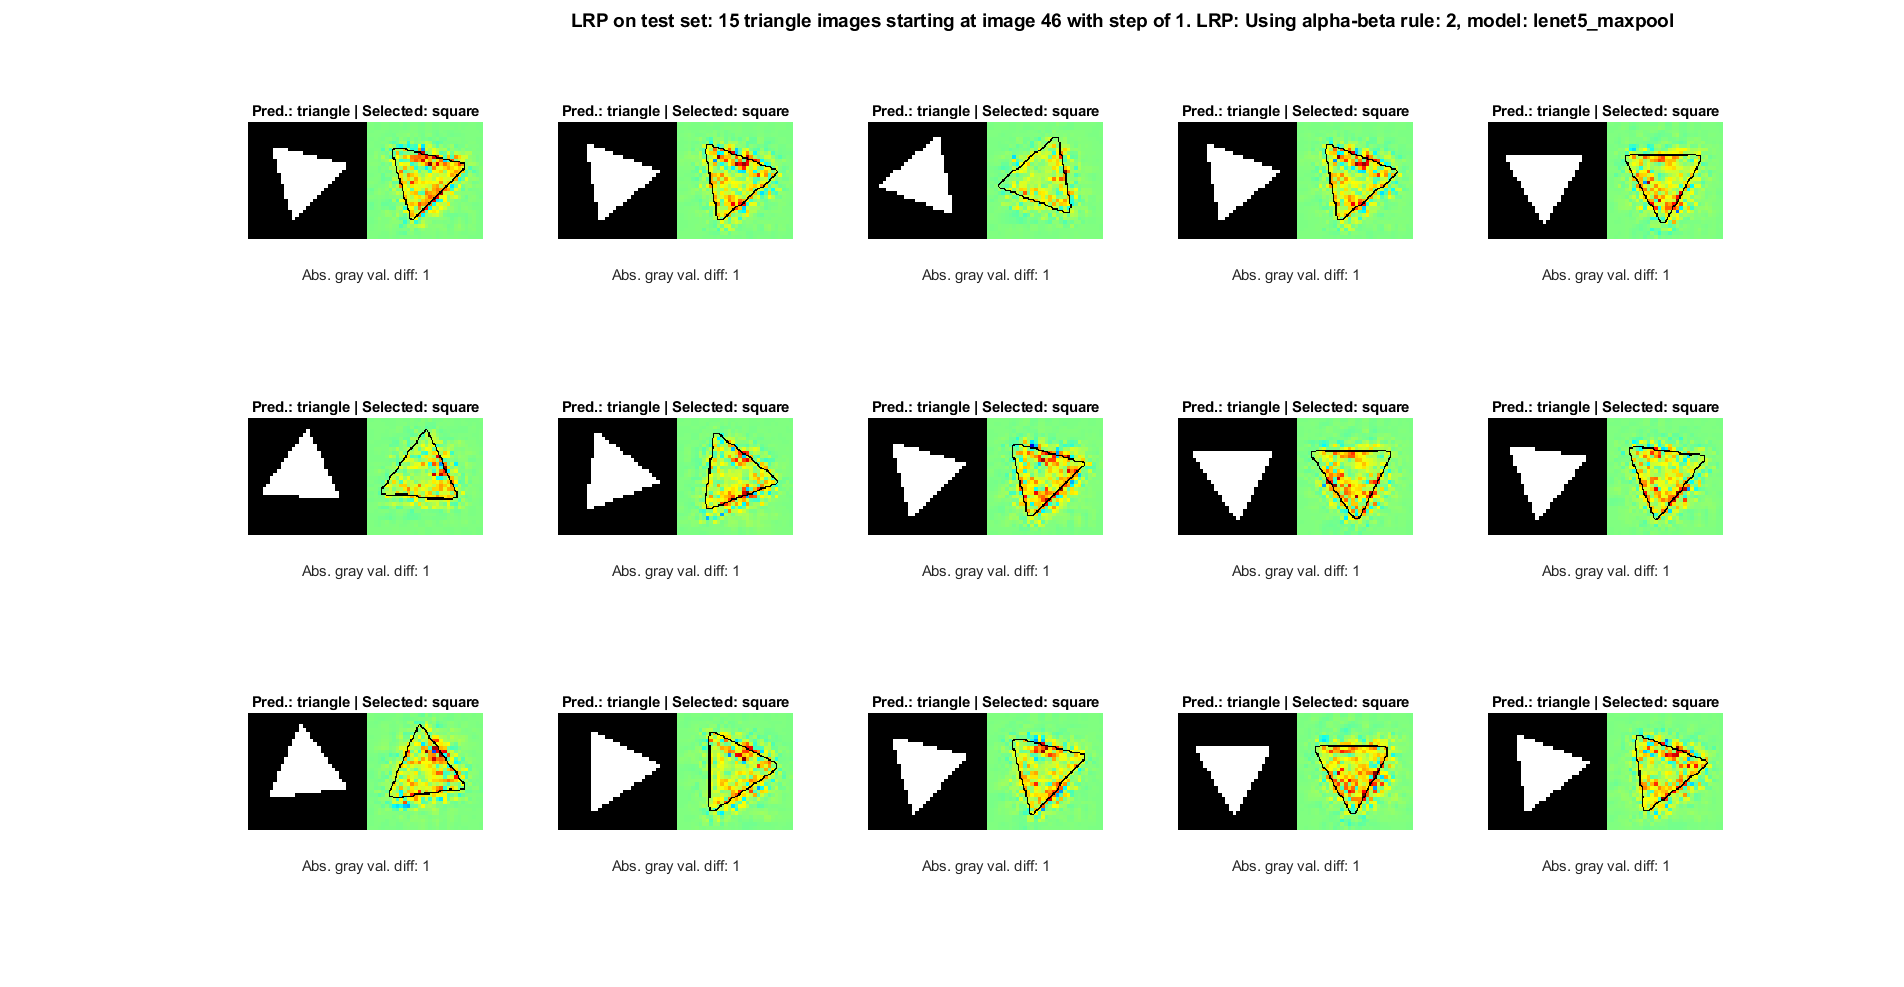 LRP on test set: 15 triangle images starting at image 46 with step of 1. LRP: Using alpha-beta rule: 2, model: lenet5_maxpool
Pred.: triangle | Selected: square
Pred.: triangle | Selected: square
Pred.: triangle | Selected: square
Pred.: triangle | Selected: square
Pred.: triangle | Selected: square
Abs. gray val. diff: 1
Abs. gray val. diff: 1
Abs. gray val. diff: 1
Abs. gray val. diff: 1
Abs. gray val. diff: 1
Pred.: triangle | Selected: square
Pred.: triangle | Selected: square
Pred.: triangle | Selected: square
Pred.: triangle | Selected: square
Pred.: triangle | Selected: square
Abs. gray val. diff: 1
Abs. gray val. diff: 1
Abs. gray val. diff: 1
Abs. gray val. diff: 1
Abs. gray val. diff: 1
Pred.: triangle | Selected: square
Pred.: triangle | Selected: square
Pred.: triangle | Selected: square
Pred.: triangle | Selected: square
Pred.: triangle | Selected: square
Abs. gray val. diff: 1
Abs. gray val. diff: 1
Abs. gray val. diff: 1
Abs. gray val. diff: 1
Abs. gray val. diff: 1